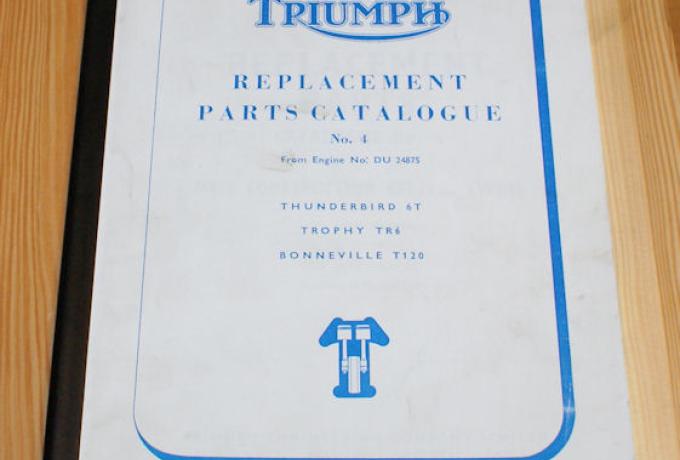 TRIUMPH
REPLACEMENT
PARTS CATALOGUE
No. 4
From Engine No: DU 24875
THUNDERBIRD 6T
TROPHY TR6
BONNEVILLE T120